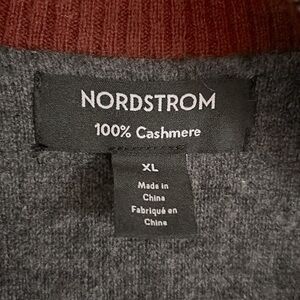 NORDSTROM
100% Cashmere
XL
Made in
China
Fabriqué en
Chine